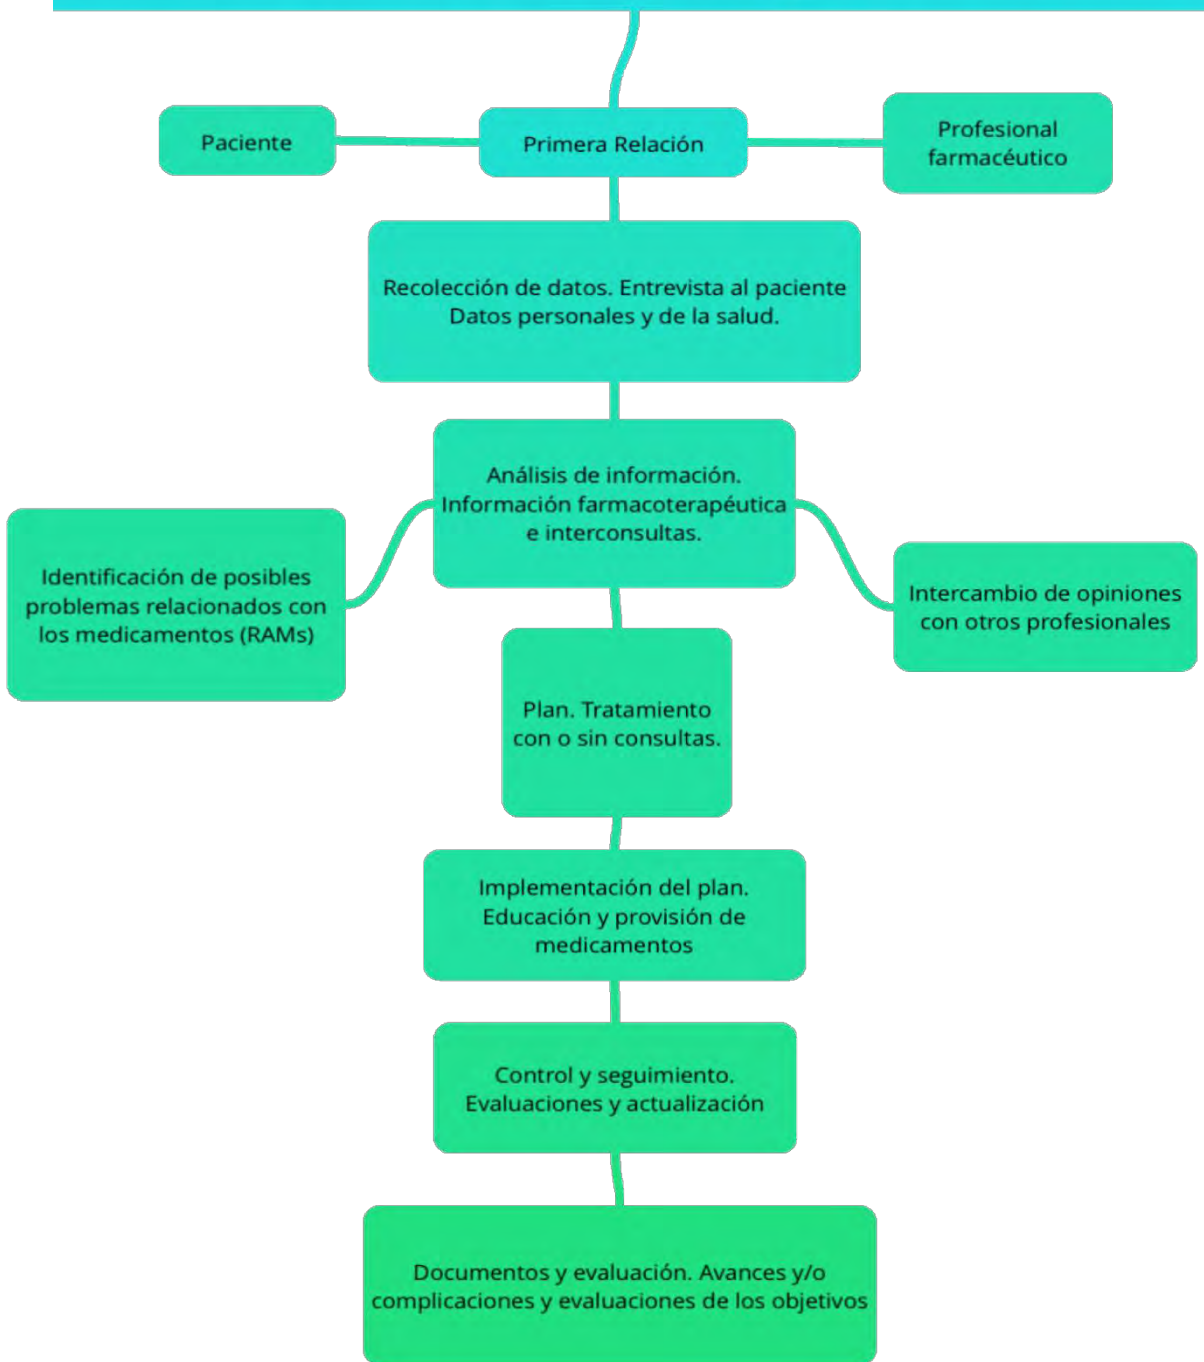 Paciente
Primera Relación
Profesional
farmacéutico
Recolección de datos. Entrevista al paciente
Datos personales y de la salud.
Análisis de información.
Información farmacoterapéutica
e interconsultas.
Identificación de posibles
problemas relacionados con
los medicamentos (RAMs)
Intercambio de opiniones
con otros profesionales
Plan. Tratamiento
con o sin consultas.
Implementación del plan.
Educación y provisión de
medicamentos
Control y seguimiento.
Evaluaciones y actualización
Documentos y evaluación. Avances y/o
complicaciones y evaluaciones de los objetivos